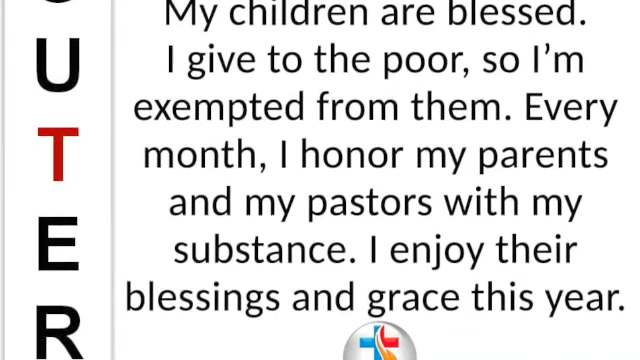 My children are blessed.
I give to the poor, so I’m
exempted from them. Every
month, I honor my parents
and my pastors with my
substance. I enjoy their
blessings and grace this year.
U
T
E
R